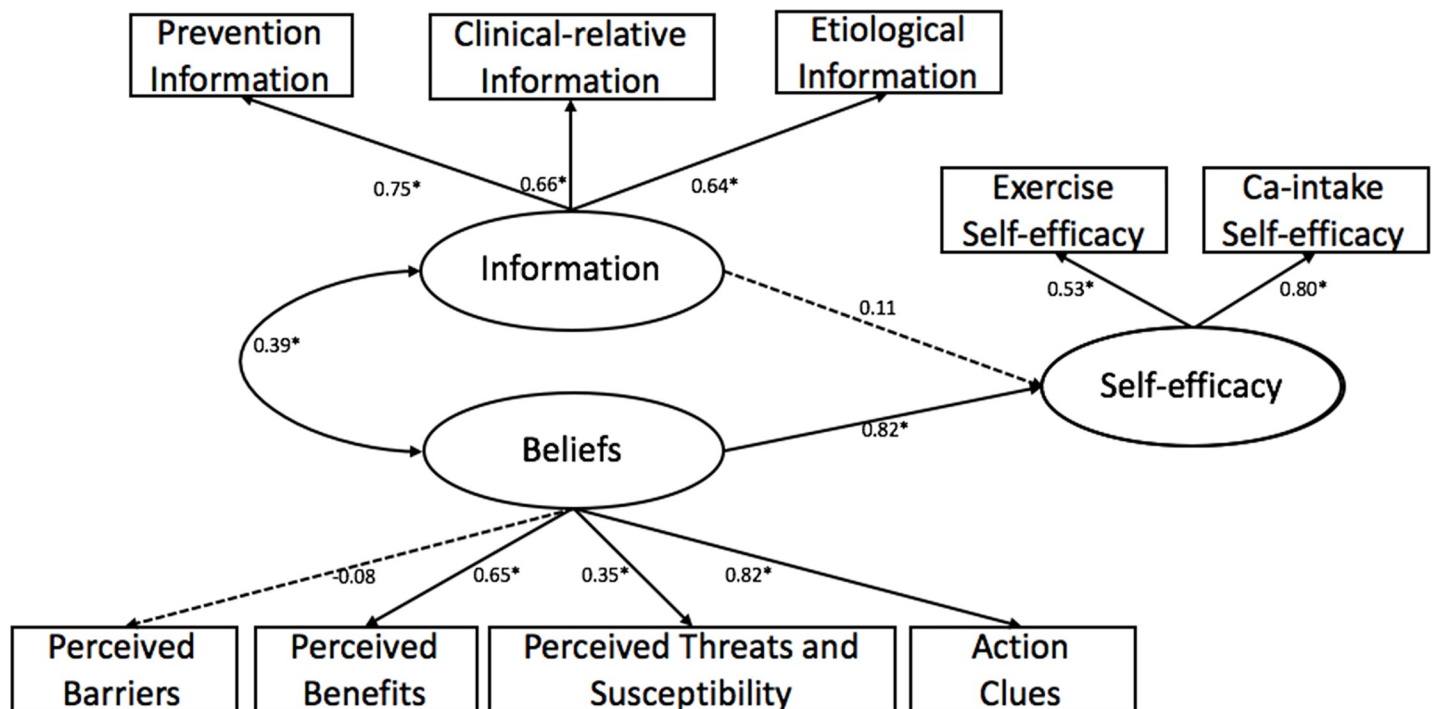 Prevention
Information
Clinical-relative
Information
Etiological
Information
0.75*
0.66*
0.64*
Exercise
Self-efficacy
Ca-intake
Self-efficacy
Information
0.53*
0.80*
0.11
0.39*
Self-efficacy
Beliefs
0.82*
-0.08
0.65*
0.35*
0.82*
Perceived
Barriers
Perceived
Benefits
Perceived Threats and
Susceptibility
Action
Clues